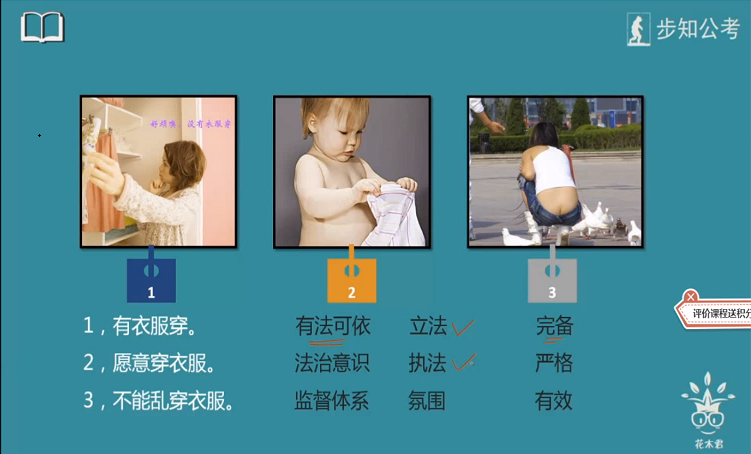 步知公考
好烦恼 没有衣服穿
1
2
3
评价课程送积分
1，有衣服穿。 有法可依 立法 完备
2，愿意穿衣服。 法治意识 执法 严格
3，不能乱穿衣服。 监督体系 氛围 有效
花木君